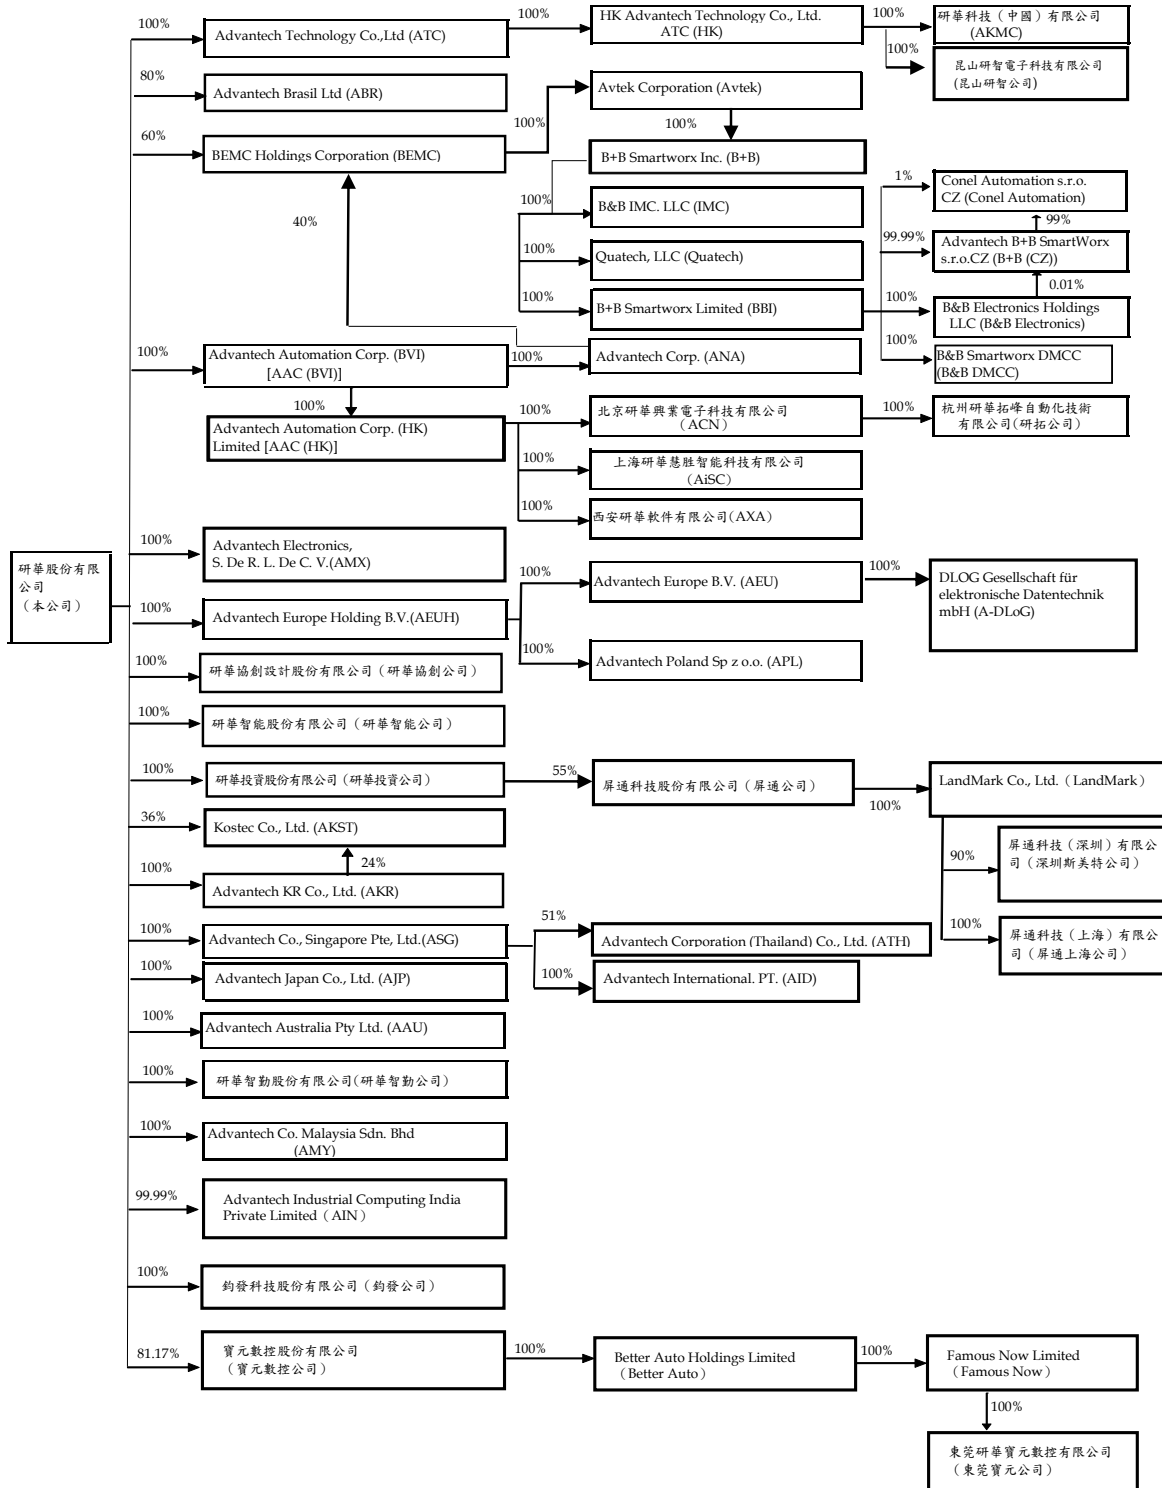 100%
Advantech Technology Co.,Ltd (ATC)
100%
HK Advantech Technology Co., Ltd.
ATC (HK)
100%
研華科技（中國）有限公司
(AKMC)
100%
昆山研智電子科技有限公司
(昆山研智公司)
80%
Advantech Brasil Ltd (ABR)
60%
BEMC Holdings Corporation (BEMC)
100%
Avtek Corporation (Avtek)
100%
B+B Smartworx Inc. (B+B)
40%
100%
B&B IMC. LLC (IMC)
100%
Quatech, LLC (Quatech)
100%
B+B Smartworx Limited (BBI)
1%
Conel Automation s.r.o.
CZ (Conel Automation)
99%
99.99%
Advantech B+B SmartWorx
s.r.o.CZ (B+B (CZ))
0.01%
100%
B&B Electronics Holdings
LLC (B&B Electronics)
100%
B&B Smartworx DMCC
(B&B DMCC)
100%
Advantech Automation Corp. (BVI)
[AAC (BVI)]
100%
Advantech Corp. (ANA)
100%
Advantech Automation Corp. (HK)
Limited [AAC (HK)]
100%
北京研華興業電子科技有限公司
(ACN)
100%
杭州研華拓峰自動化技術
有限公司(研拓公司)
100%
上海研華慧胜智能科技有限公司
(AiSC)
100%
西安研華軟件有限公司(AXA)
研華股份有限
公司
（本公司）
100%
Advantech Electronics,
S. De R. L. De C. V.(AMX)
100%
Advantech Europe Holding B.V.(AEUH)
100%
Advantech Europe B.V. (AEU)
100%
DLOG Gesellschaft für
elektronische Datentechnik
mbH (A-DLoG)
100%
Advantech Poland Sp z o.o. (APL)
100%
研華協創設計股份有限公司（研華協創公司）
100%
研華智能股份有限公司（研華智能公司）
100%
研華投資股份有限公司（研華投資公司）
55%
屏通科技股份有限公司（屏通公司）
100%
LandMark Co., Ltd.（LandMark）
90%
屏通科技（深圳）有限公
司（深圳斯美特公司）
100%
屏通科技（上海）有限公
司（屏通上海公司）
36%
Kostec Co., Ltd. (AKST)
24%
100%
Advantech KR Co., Ltd. (AKR)
100%
Advantech Co., Singapore Pte, Ltd.(ASG)
51%
Advantech Corporation (Thailand) Co., Ltd. (ATH)
100%
Advantech International. PT. (AID)
100%
Advantech Japan Co., Ltd. (AJP)
100%
Advantech Australia Pty Ltd. (AAU)
100%
研華智勤股份有限公司(研華智勤公司)
100%
Advantech Co. Malaysia Sdn. Bhd
(AMY)
99.99%
Advantech Industrial Computing India
Private Limited（AIN）
100%
鈞發科技股份有限公司（鈞發公司）
81.17%
寶元數控股份有限公司
（寶元數控公司）
100%
Better Auto Holdings Limited
（Better Auto）
100%
Famous Now Limited
（Famous Now）
100%
東莞研華寶元數控有限公司
（東莞寶元公司）